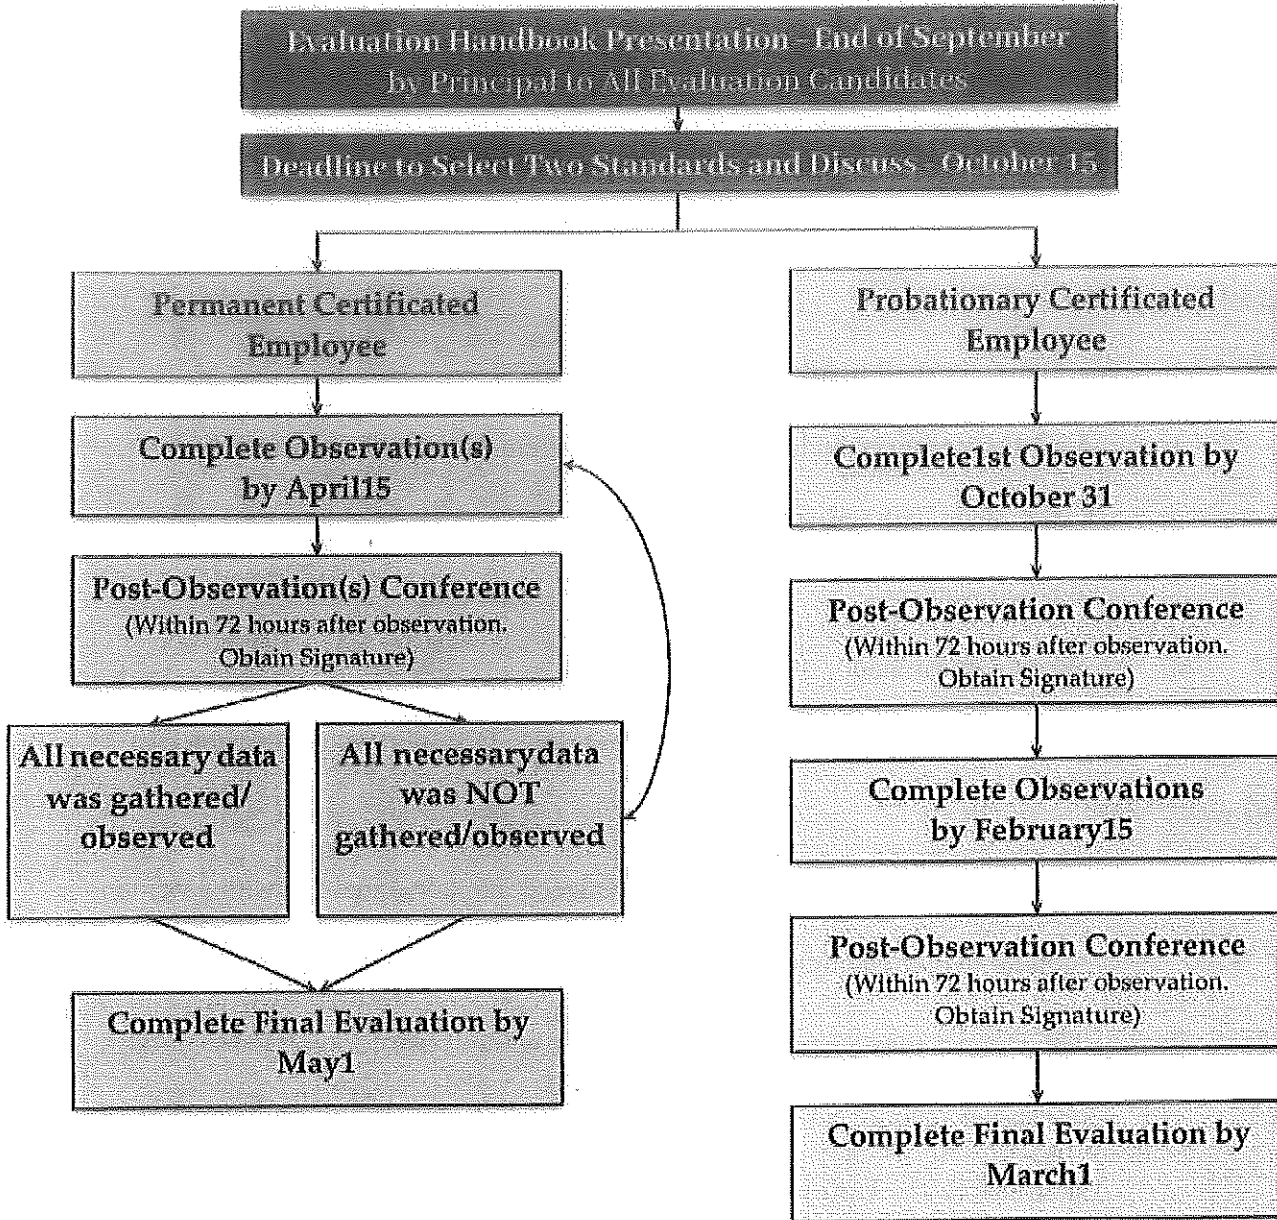 Evaluation Handbook Presentation - End of September
by Principal to All Evaluation Candidates
Deadline to Select Two Standards and Discuss - October 15
Permanent Certificated
Employee
Complete Observation(s)
by April15
Post-Observation(s) Conference
(Within 72 hours after observation.
Obtain Signature)
All necessary data
was gathered/
observed
All necessarydata
was NOT
gathered/observed
Complete Final Evaluation by
May1
Probationary Certificated
Employee
Complete1st Observation by
October 31
Post-Observation Conference
(Within 72 hours after observation.
Obtain Signature)
Complete Observations
by February15
Post-Observation Conference
(Within 72 hours after observation.
Obtain Signature)
Complete Final Evaluation by
March1